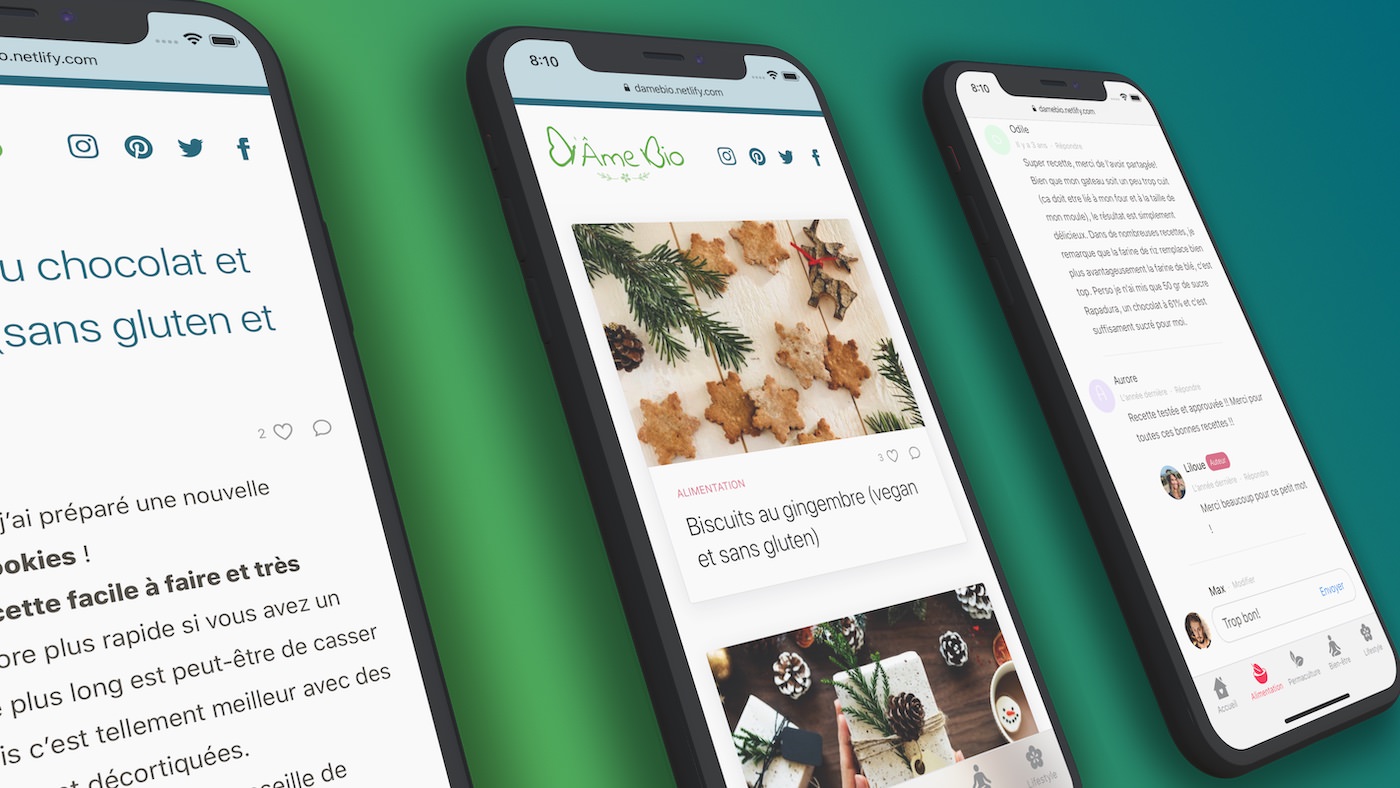 o.netlify.com
u chocolat et
(sans gluten et
2
j'ai préparé une nouvelle
ookies !
cette facile à faire et très
ore plus rapide si vous avez un
e plus long est peut-être de casser
is c'est tellement meilleur avec des
et décortiquées.
seille de
8:10
damebio.netlify.com
D'Âme Bio
3
ALIMENTATION
Biscuits au gingembre (vegan
et sans gluten)
Lifestyle
8:10
damebio.netlify.com
Odile
Il y a 3 ans · Répondre
Super recette, merci de l'avoir partagée!
Bien que mon gateau soit un peu trop cuit
(ca doit etre lié à mon four et à la taille de
mon moule), le résultat est simplement
délicieux. Dans de nombreuses recettes, je
remarque que la farine de riz remplace bien
plus avantageusement la farine de blé, c'est
top. Perso je n'ai mis que 50 gr de sucre
Rapadura, un chocolat à 61% et c'est
suffisament sucré pour moi.
A
Aurore
L'année dernière · Répondre
Recette testée et approuvée !! Merci pour
toutes ces bonnes recettes !!
Liloue Auteur
L'année dernière · Répondre
Merci beaucoup pour ce petit mot
!
Max · Modifier
Trop bon! Envoyer
Accueil Alimentation Permaculture Bien-être Lifestyle